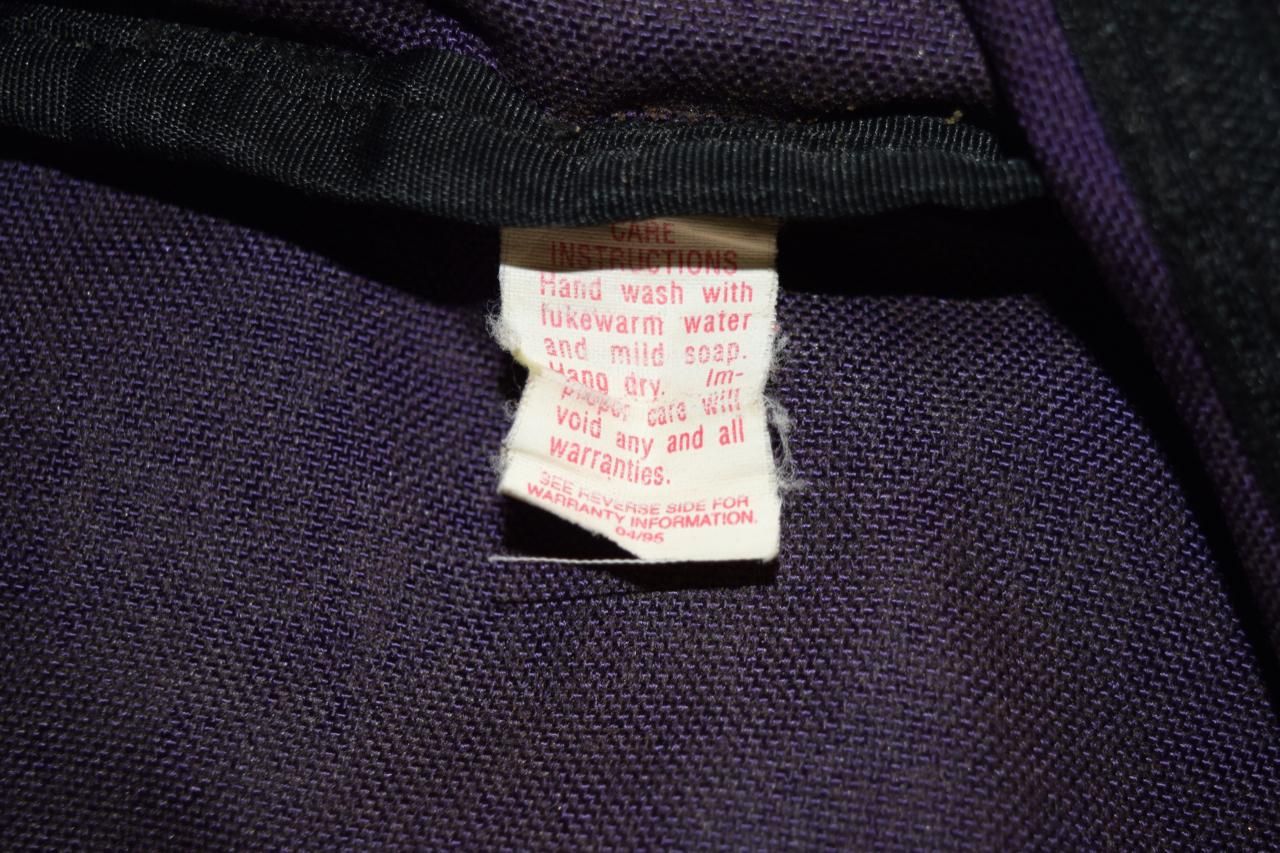 CARE
INSTRUCTIONS
Hand wash with
lukewarm water
and mild soap.
Hang dry. Im-
proper care will
void any and all
warranties.
SEE REVERSE SIDE FOR
WARRANTY INFORMATION.
04/95